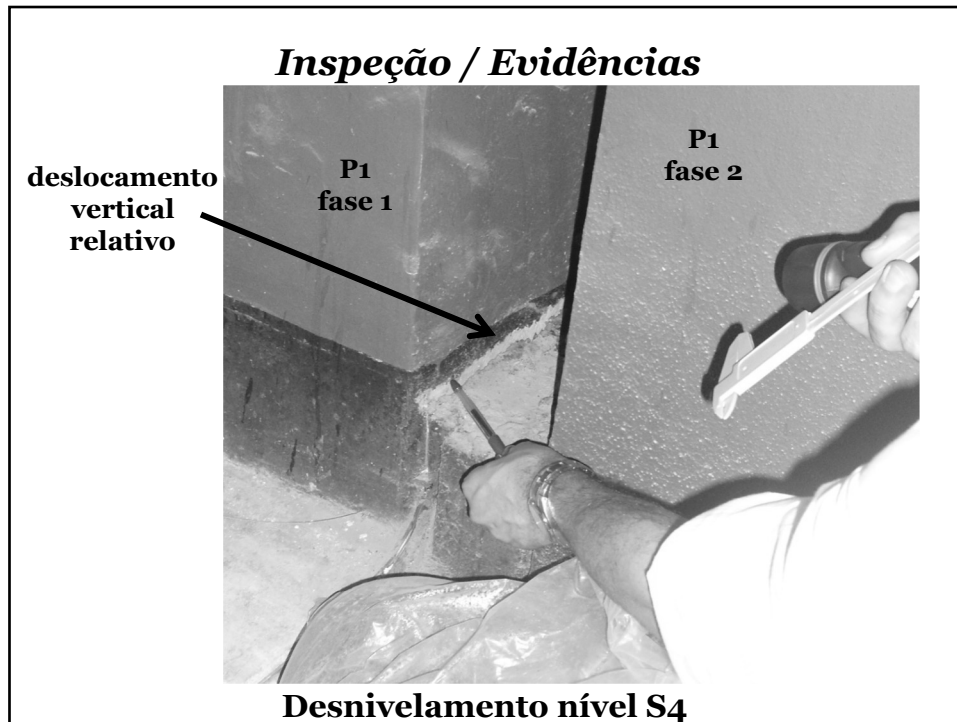 Inspeção / Evidências
deslocamento
vertical
relativo
P1
fase 1
P1
fase 2
Desnivelamento nível S4